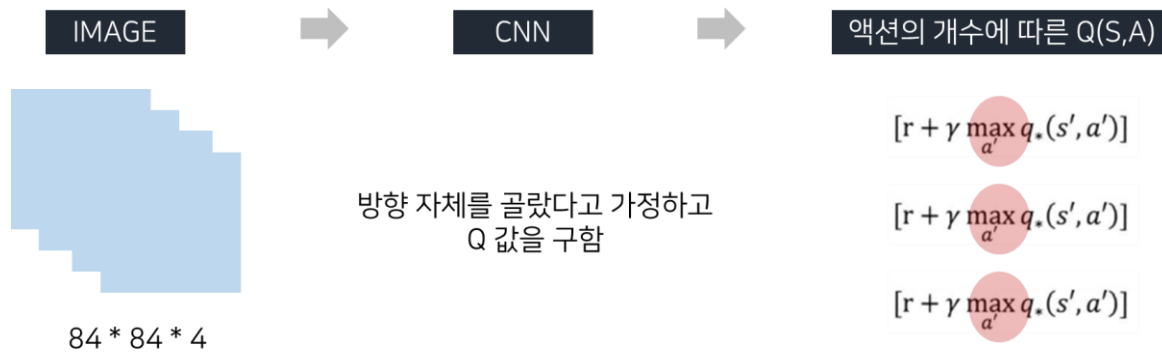 IMAGE
CNN
액션의 개수에 따른 Q(S,A)
방향 자체를 골랐다고 가정하고
Q 값을 구함
84 * 84 * 4
[r + γ max q*(s′, a′)]
a′
[r + γ max q*(s′, a′)]
a′
[r + γ max q*(s′, a′)]
a′